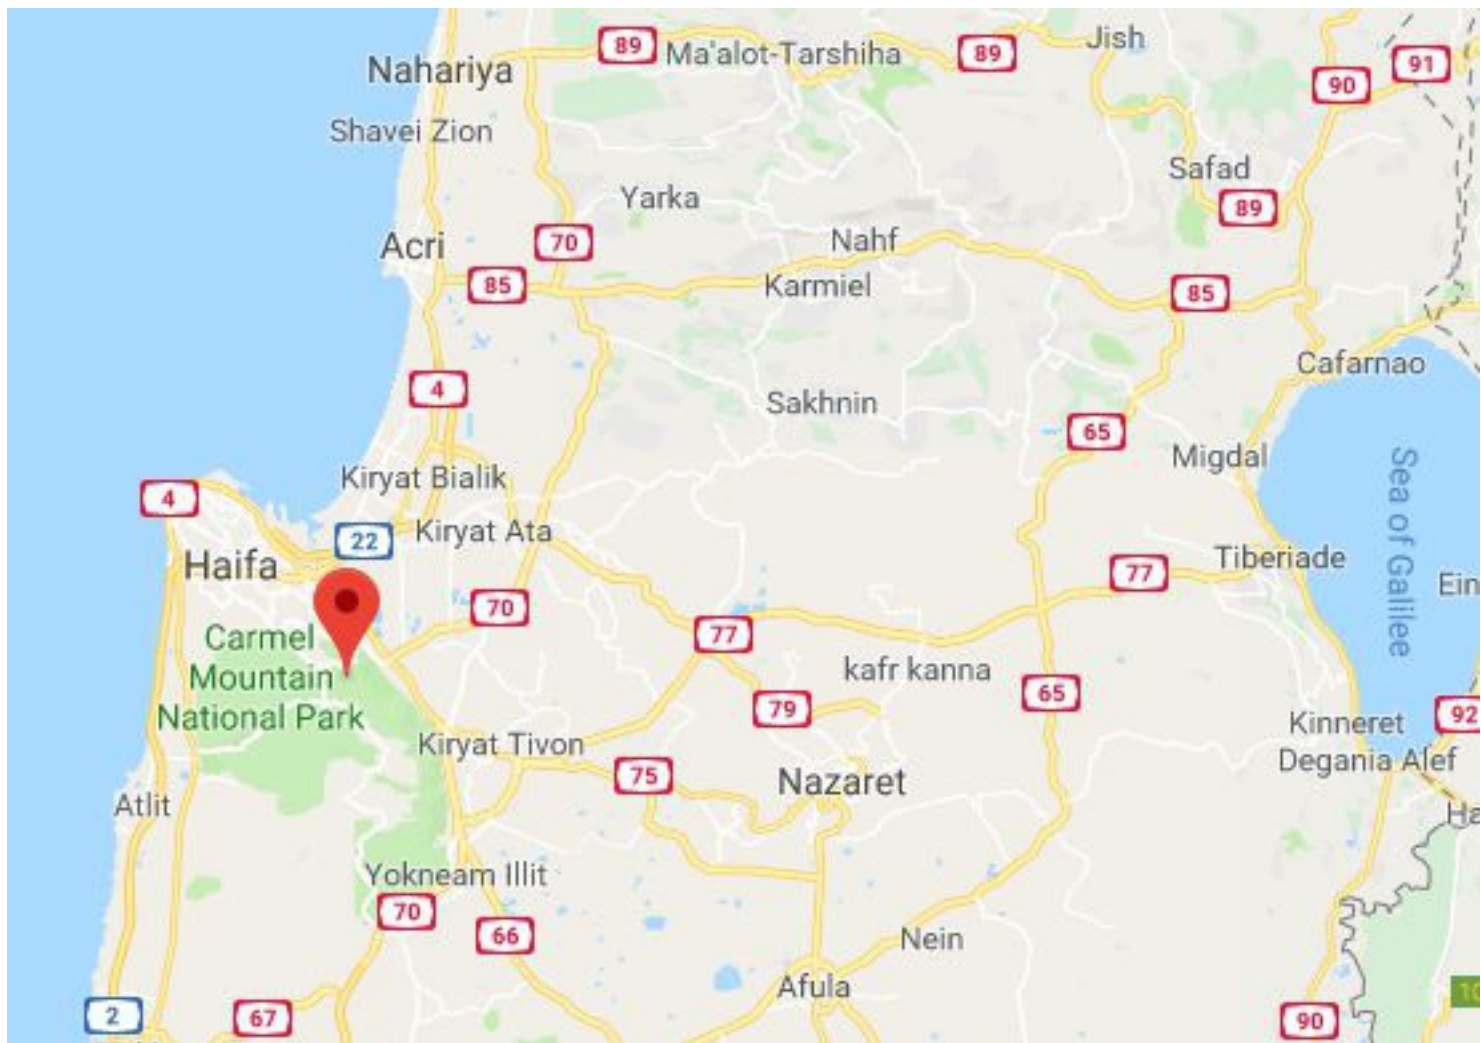 89
Ma'alot-Tarshiha
89
Jish
91
90
Nahariya
Shavei Zion
Safad
89
Yarka
70
Nahf
Acri
85
Karmiel
85
Cafarnao
4
Sakhnin
65
Migdal
Sea of Galilee
Kiryat Bialik
4
Kiryat Ata
22
Haifa
77
Tiberiade
Ein
70
77
Carmel
Mountain
National Park
kafr kanna
65
79
92
Kinneret
Kiryat Tivon
Degania Alef
75
Nazaret
Atlit
Ha
Yokneam Illit
70
66
Nein
Afula
10
2
67
90